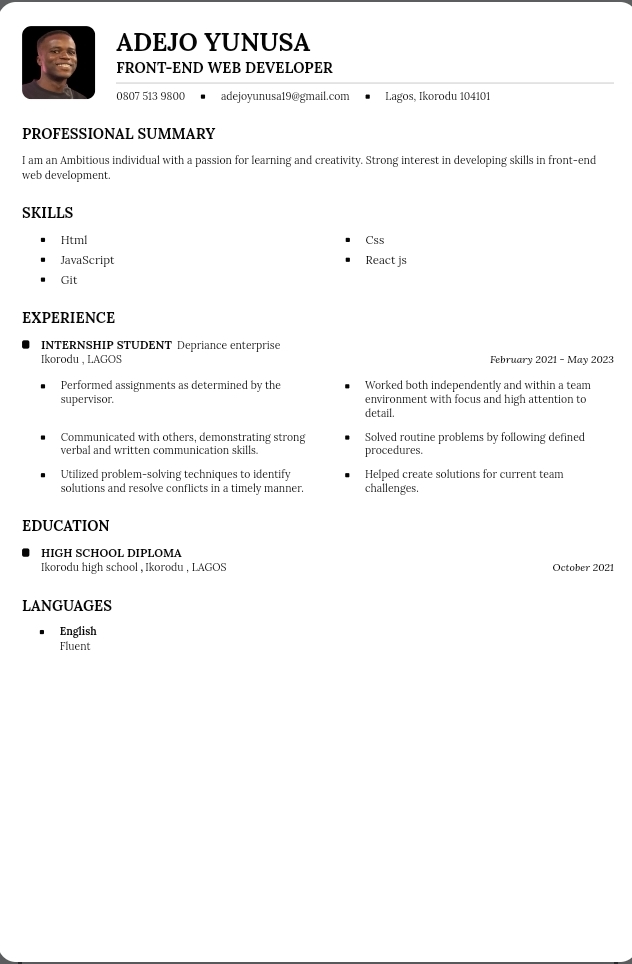 ADEJO YUNUSA
FRONT-END WEB DEVELOPER
0807 513 9800 ▪ adejoyunusa19@gmail.com ▪ Lagos, Ikorodu 104101
PROFESSIONAL SUMMARY
I am an Ambitious individual with a passion for learning and creativity. Strong interest in developing skills in front-end
web development.
SKILLS
Html
JavaScript
Git
Css
React js
EXPERIENCE
INTERNSHIP STUDENT Depriance enterprise
Ikorodu , LAGOS
February 2021 - May 2023
Performed assignments as determined by the
supervisor.
Worked both independently and within a team
environment with focus and high attention to
detail.
Communicated with others, demonstrating strong
verbal and written communication skills.
Solved routine problems by following defined
procedures.
Utilized problem-solving techniques to identify
solutions and resolve conflicts in a timely manner.
Helped create solutions for current team
challenges.
EDUCATION
HIGH SCHOOL DIPLOMA
Ikorodu high school , Ikorodu , LAGOS
October 2021
LANGUAGES
English
Fluent